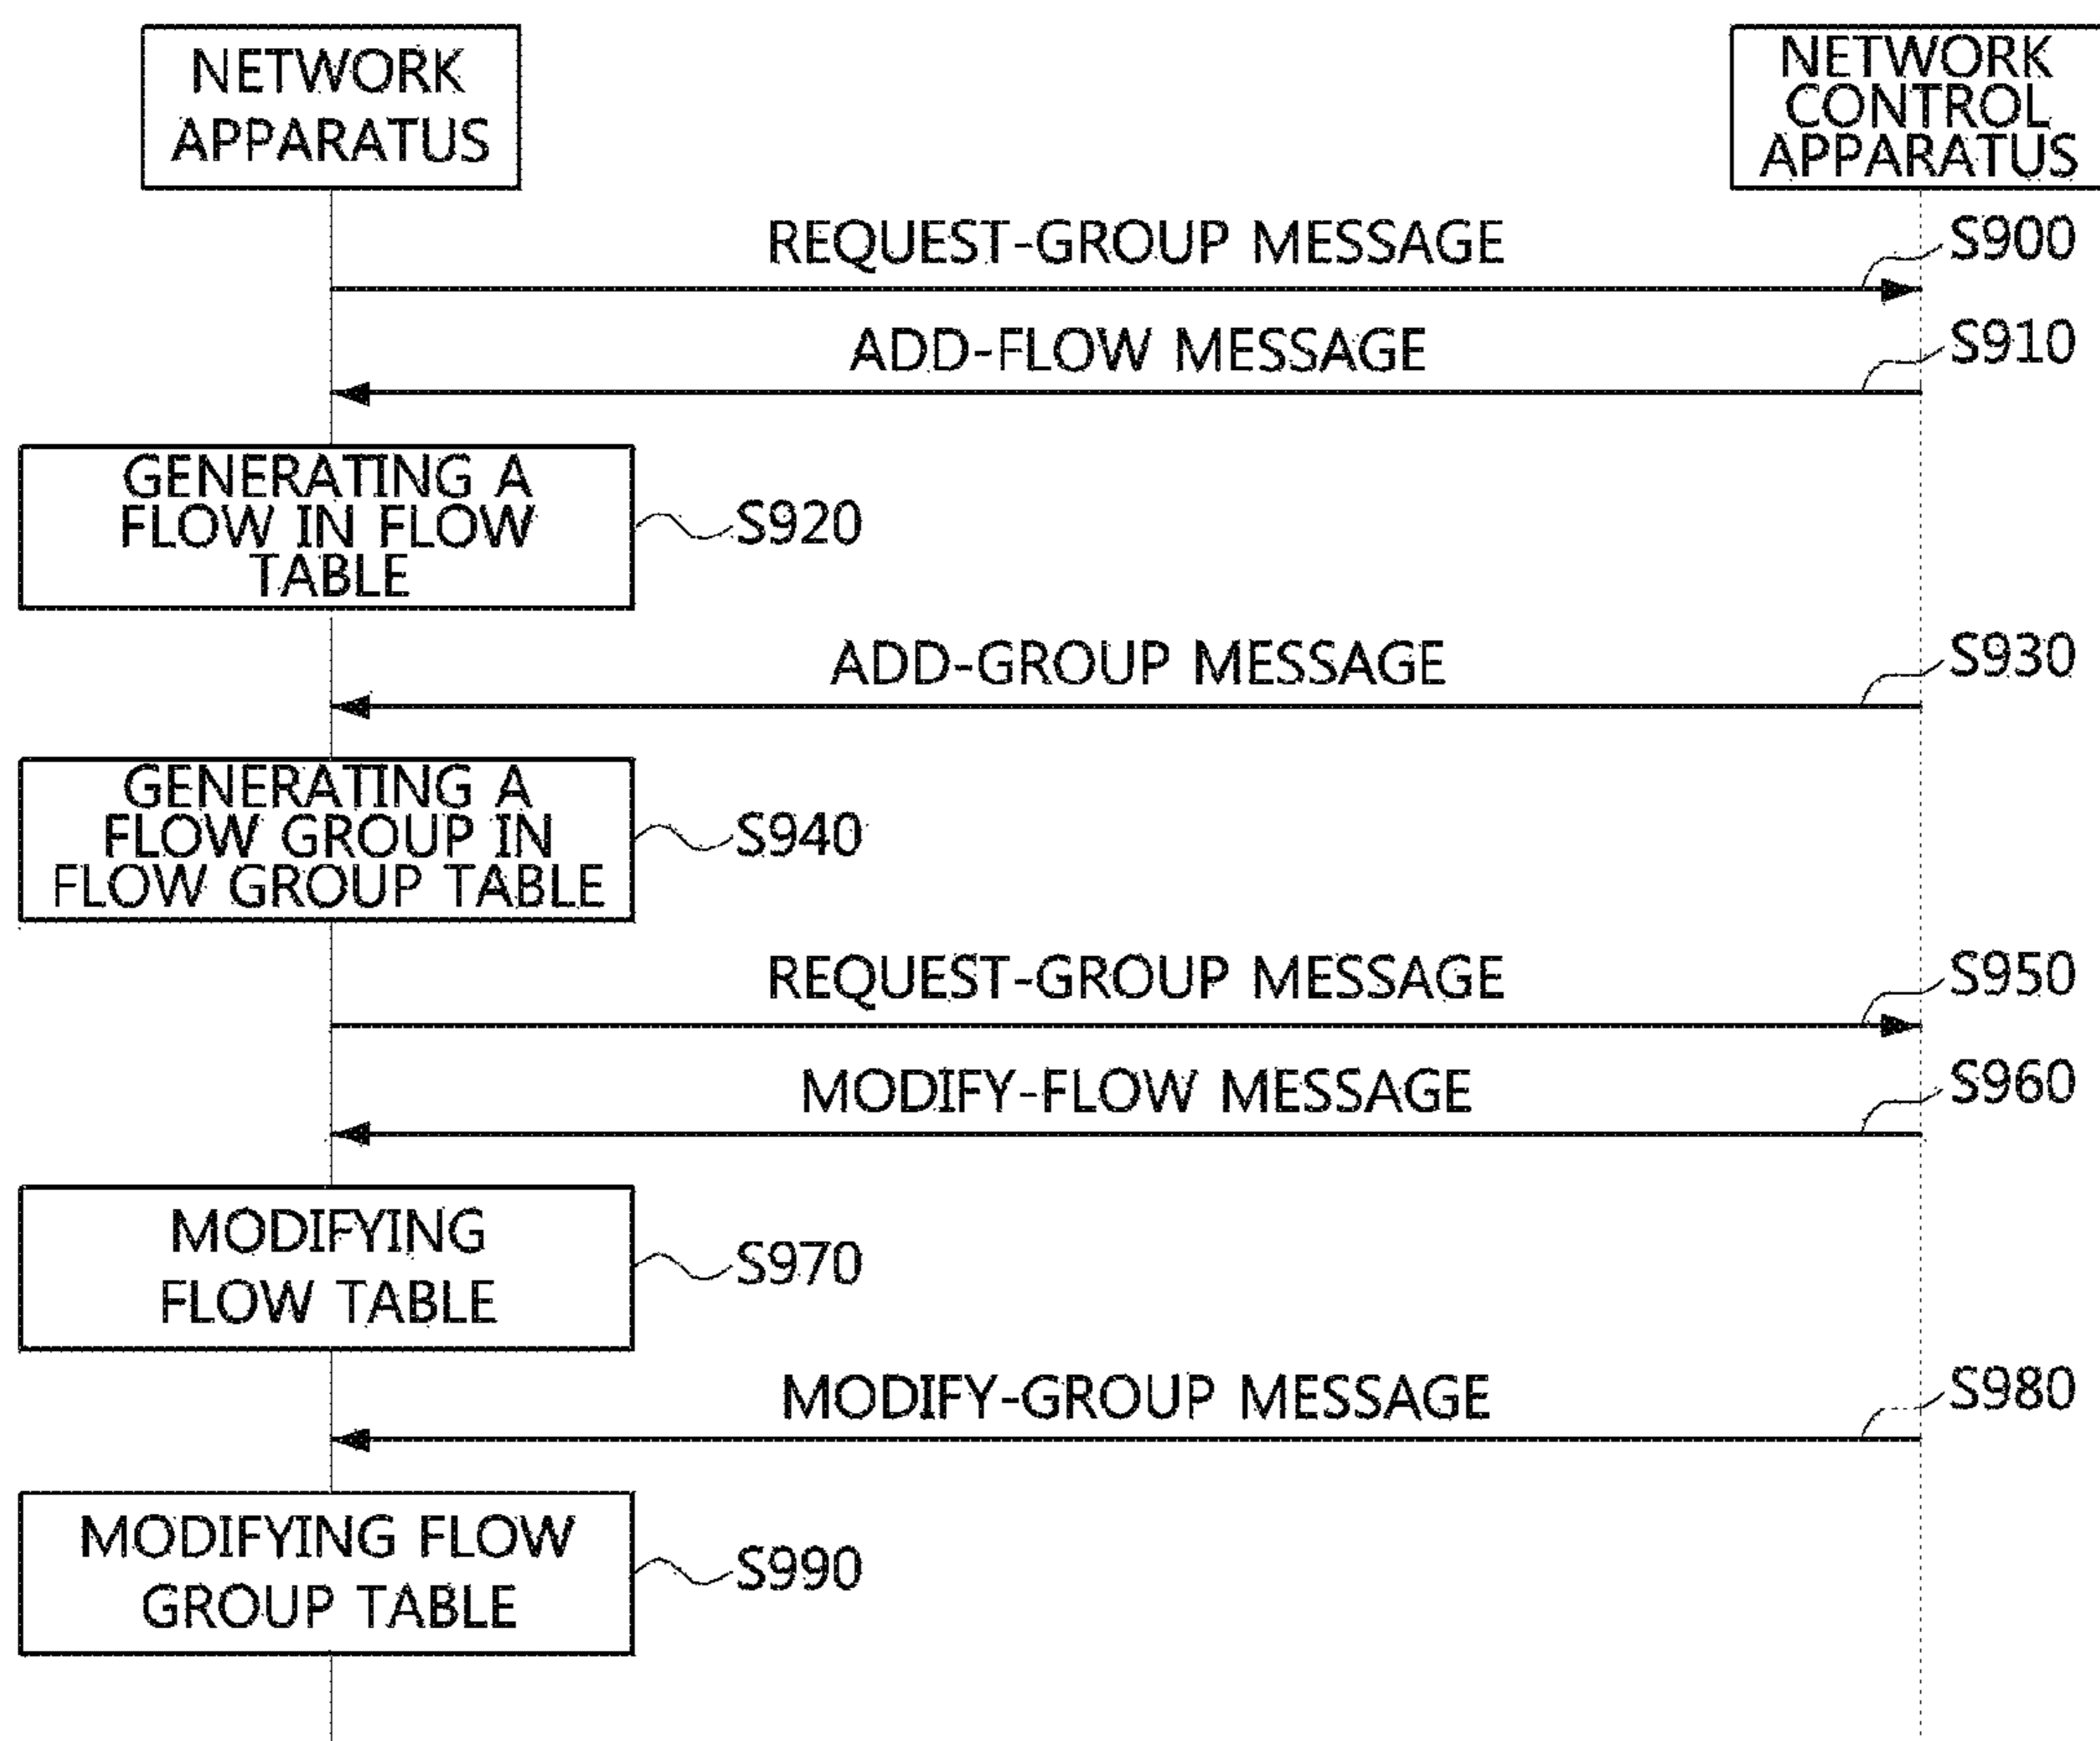 NETWORK
APPARATUS
NETWORK
CONTROL
APPARATUS
REQUEST-GROUP MESSAGE
S900
ADD-FLOW MESSAGE
S910
GENERATING A
FLOW IN FLOW
TABLE
S920
ADD-GROUP MESSAGE
S930
GENERATING A
FLOW GROUP IN
FLOW GROUP TABLE
S940
REQUEST-GROUP MESSAGE
S950
MODIFY-FLOW MESSAGE
S960
MODIFYING
FLOW TABLE
S970
MODIFY-GROUP MESSAGE
S980
MODIFYING FLOW
GROUP TABLE
S990